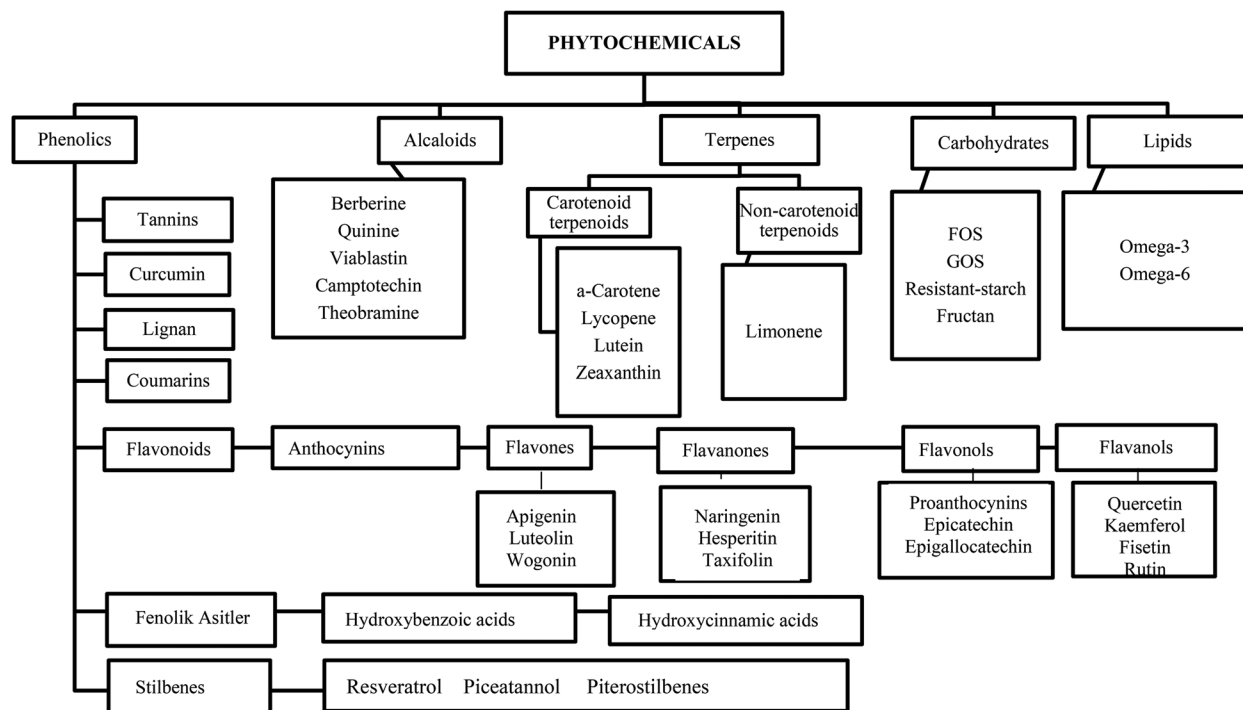 PHYTOCHEMICALS
Phenolics
Alcaloids
Terpenes
Carbohydrates
Lipids
Berberine
Quinine
Viablastin
Camptotechin
Theobramine
Carotenoid
terpenoids
Non-carotenoid
terpenoids
a-Carotene
Lycopene
Lutein
Zeaxanthin
Limonene
FOS
GOS
Resistant-starch
Fructan
Omega-3
Omega-6
Tannins
Curcumin
Lignan
Coumarins
Flavonoids
Anthocynins
Flavones
Flavanones
Flavonols
Flavanols
Apigenin
Luteolin
Wogonin
Naringenin
Hesperitin
Taxifolin
Proanthocynins
Epicatechin
Epigallocatechin
Quercetin
Kaemferol
Fisetin
Rutin
Fenolik Asitler
Hydroxybenzoic acids
Hydroxycinnamic acids
Stilbenes
Resveratrol Piceatannol Piterostilbenes